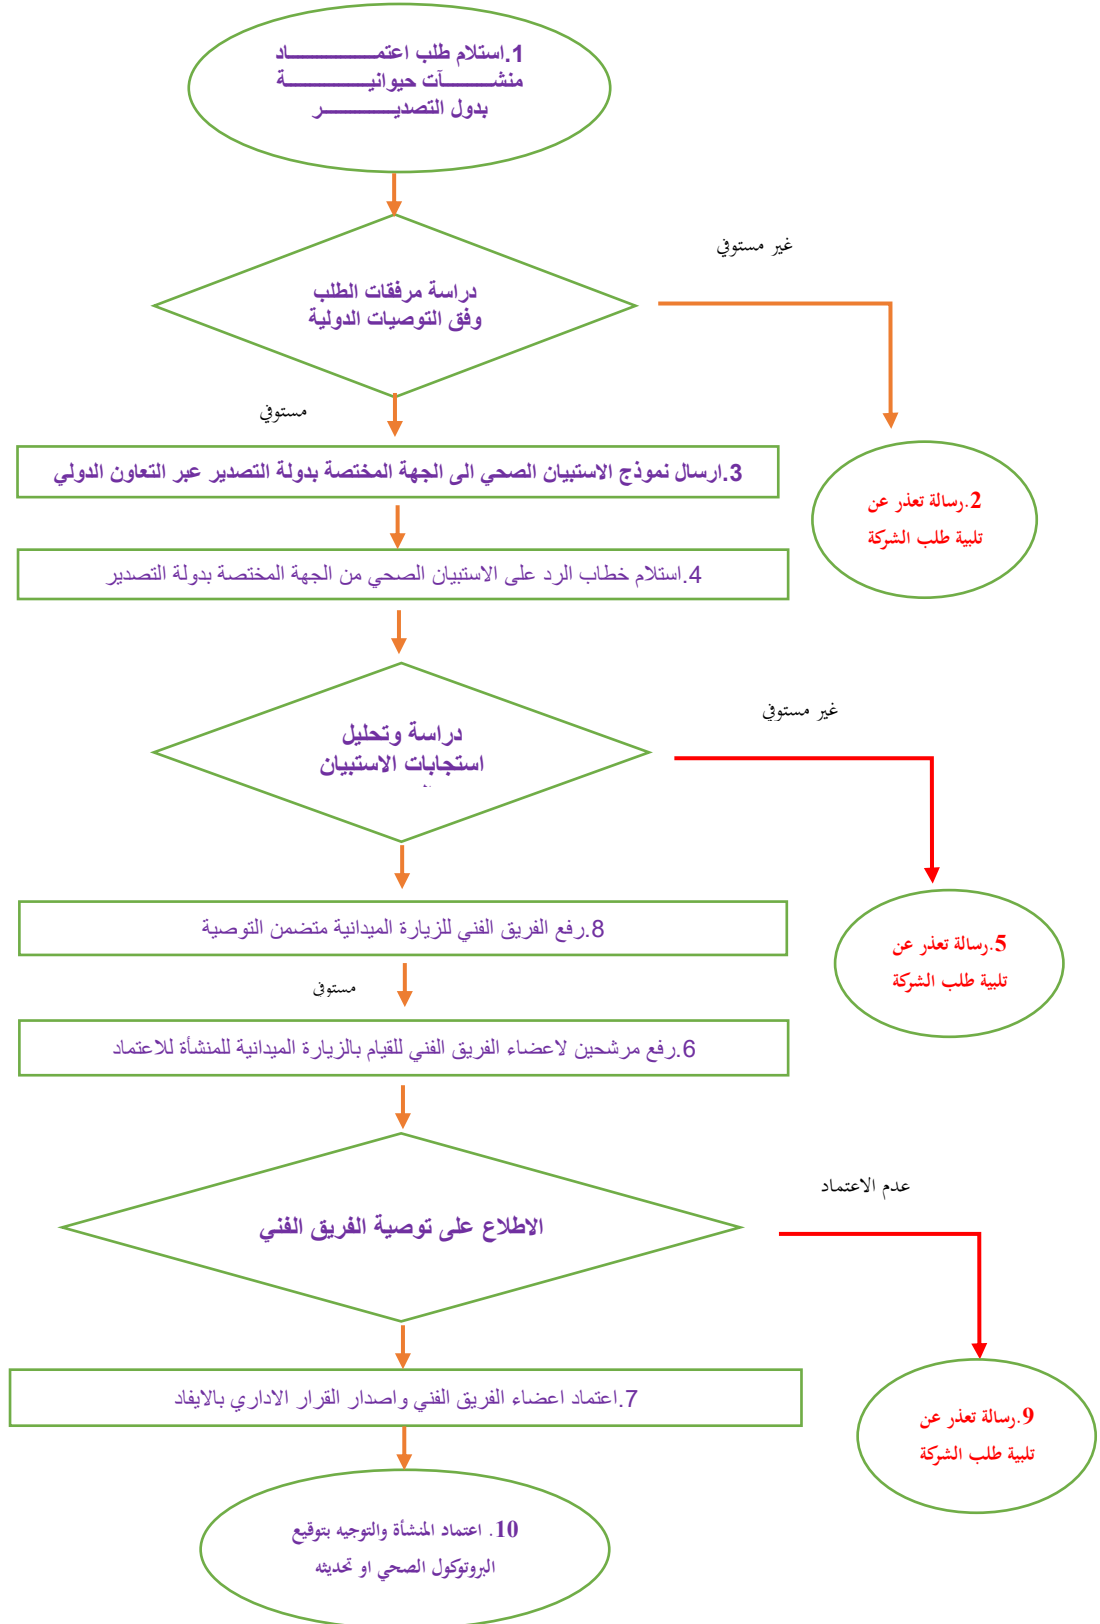 1.استلام طلب اعتمـــــــــاد
منشـــــــآت حيوانيـــــــــة
بدول التصديـــــــــر
غير مستوفي
دراسة مرفقات الطلب
وفق التوصيات الدولية
مستوفي
3.ارسال نموذج الاستبيان الصحي الى الجهة المختصة بدولة التصدير عبر التعاون الدولي
2.رسالة تعذر عن
تلبية طلب الشركة
4.استلام خطاب الرد على الاستبيان الصحي من الجهة المختصة بدولة التصدير
غير مستوفي
دراسة وتحليل
استجابات الاستبيان
8.رفع الفريق الفني للزيارة الميدانية متضمن التوصية
5.رسالة تعذر عن
تلبية طلب الشركة
مستوفي
6.رفع مرشحين لاعضاء الفريق الفني للقيام بالزيارة الميدانية للمنشأة للاعتماد
عدم الاعتماد
الاطلاع على توصية الفريق الفني
7.اعتماد اعضاء الفريق الفني واصدار القرار الاداري بالايفاد
9.رسالة تعذر عن
تلبية طلب الشركة
10. اعتماد المنشأة والتوجيه بتوقيع
البروتوكول الصحي او تحديثه